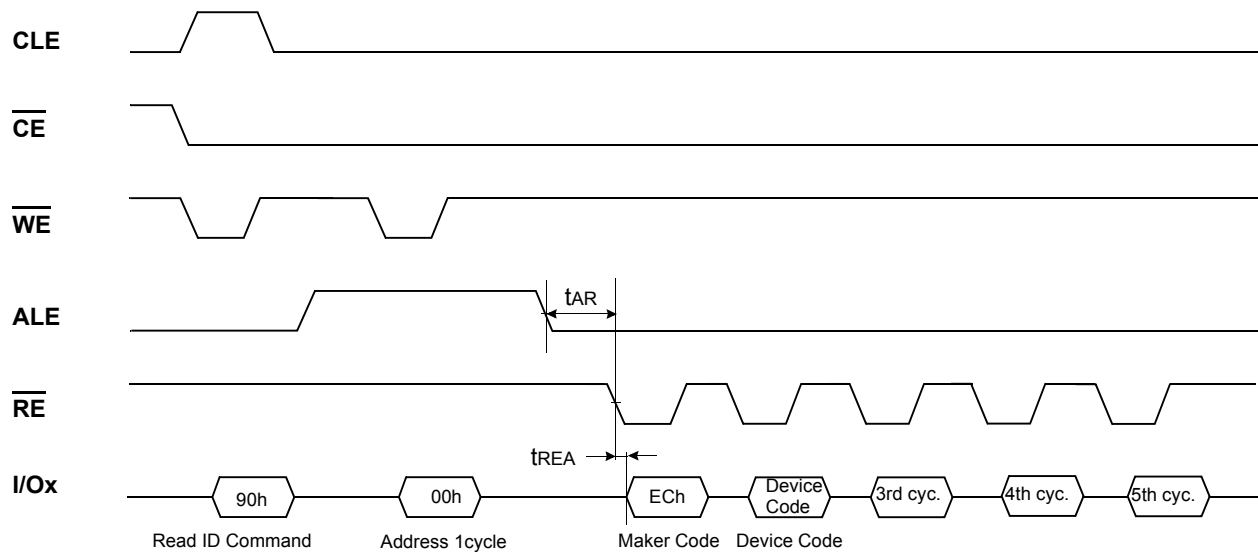 CLE
CE
WE
ALE
tAR
RE
tREA
I/Ox
90h
00h
ECh
Device
Code
3rd cyc.
4th cyc.
5th cyc.
Read ID Command
Address 1cycle
Maker Code
Device Code